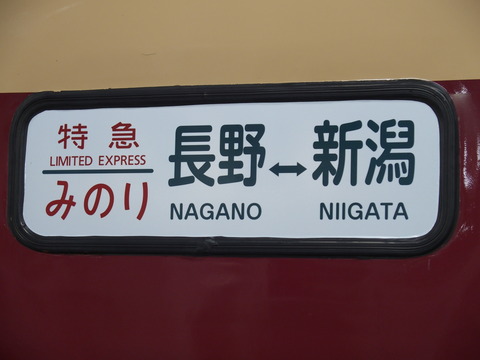 特急
LIMITED EXPRESS
みのり
長野↔新潟
NAGANO NIIGATA